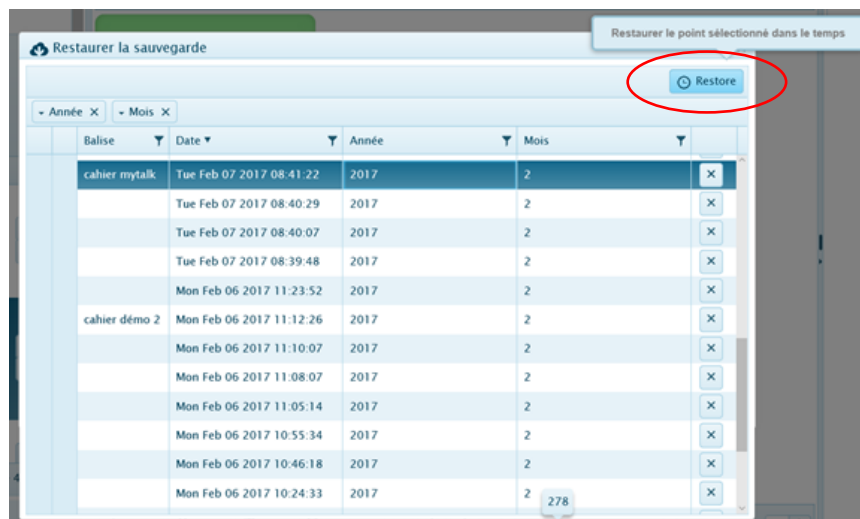 Restaurer le point sélectionné dans le temps
Restaurer la sauvegarde
Restore
Année X Mois X
Balise Date Année Mois
cahier mytalk Tue Feb 07 2017 08:41:22 2017 2
Tue Feb 07 2017 08:40:29 2017 2
Tue Feb 07 2017 08:40:07 2017 2
Tue Feb 07 2017 08:39:48 2017 2
Mon Feb 06 2017 11:23:52 2017 2
cahier démo 2 Mon Feb 06 2017 11:12:26 2017 2
Mon Feb 06 2017 11:10:07 2017 2
Mon Feb 06 2017 11:08:07 2017 2
Mon Feb 06 2017 11:05:14 2017 2
Mon Feb 06 2017 10:55:34 2017 2
Mon Feb 06 2017 10:46:18 2017 2
Mon Feb 06 2017 10:24:33 2017 2
278
4